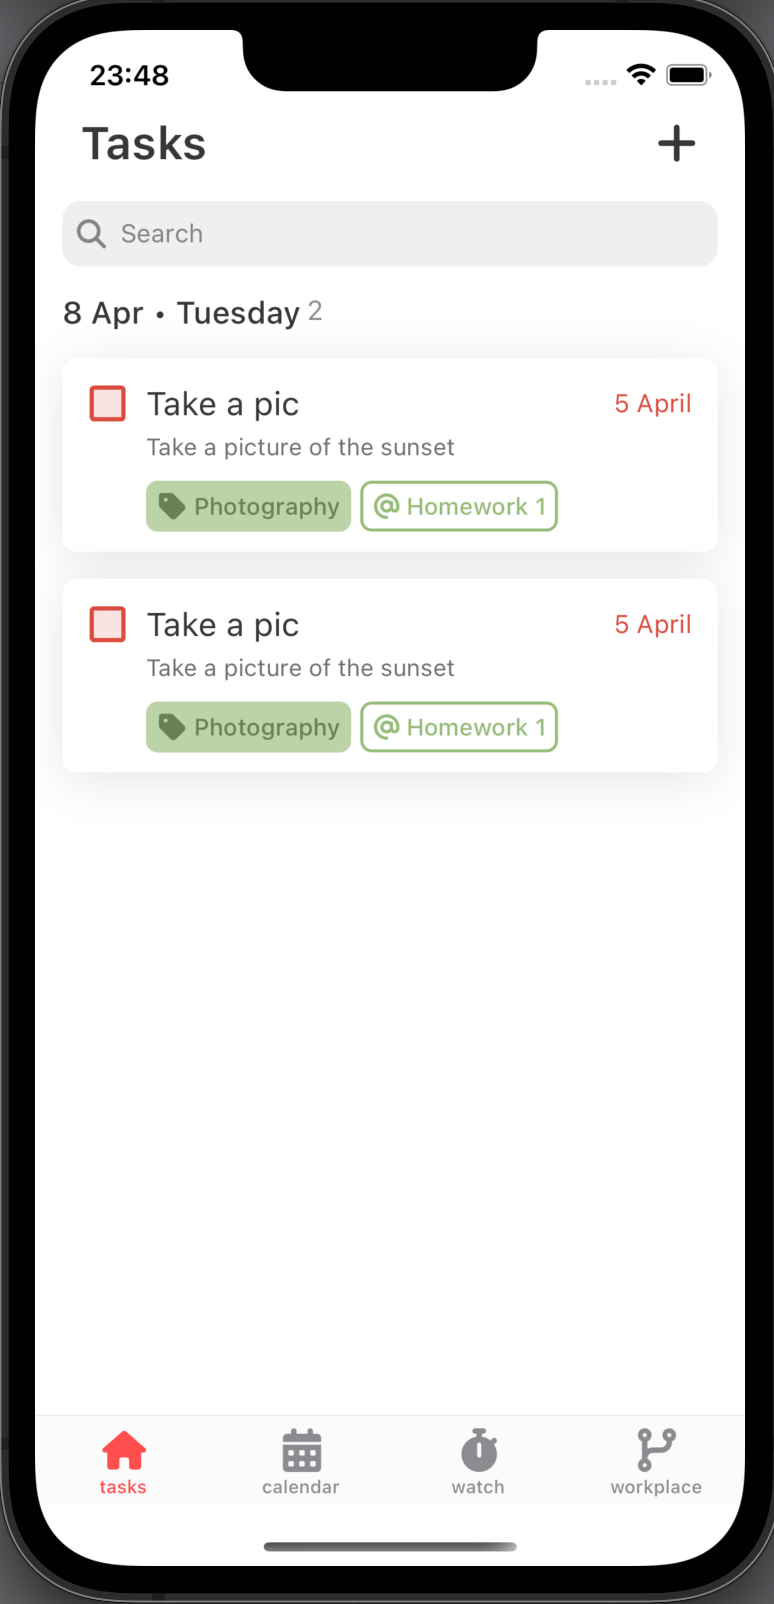 23:48
Tasks
Search
8 Apr • Tuesday 2
Take a pic 5 April
Take a picture of the sunset
Photography @ Homework 1
Take a pic 5 April
Take a picture of the sunset
Photography @ Homework 1
tasks calendar watch workplace